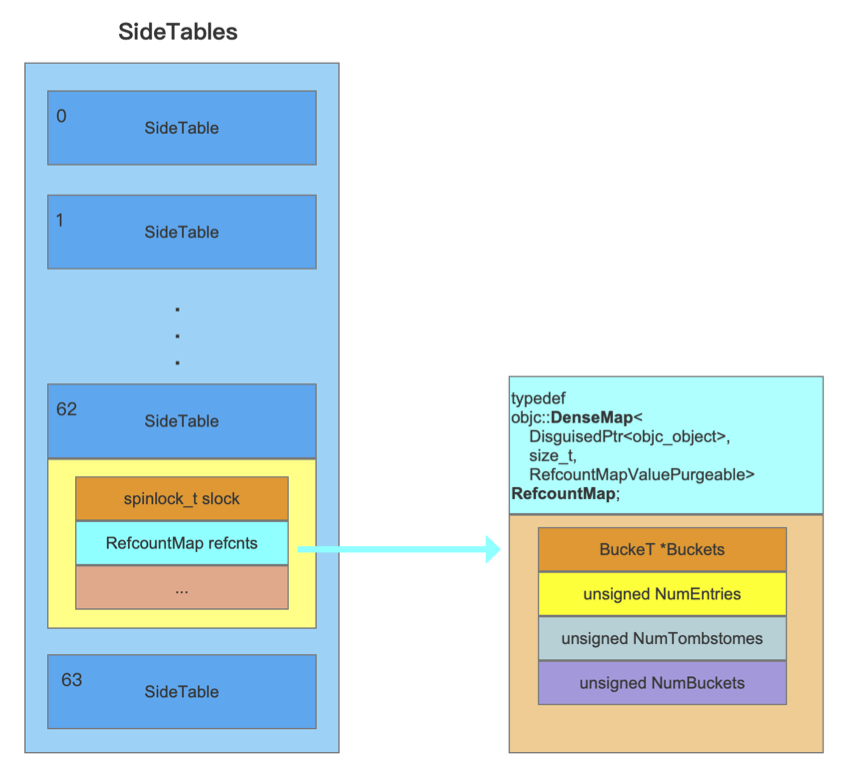 SideTables
0
SideTable
1
SideTable
.
.
.
62
SideTable
spinlock_t slock
RefcountMap refcnts
...
63
SideTable
typedef
objc::DenseMap<
DisguisedPtr<objc_object>,
size_t,
RefcountMapValuePurgeable>
RefcountMap;
BuckeT *Buckets
unsigned NumEntries
unsigned NumTombstomes
unsigned NumBuckets